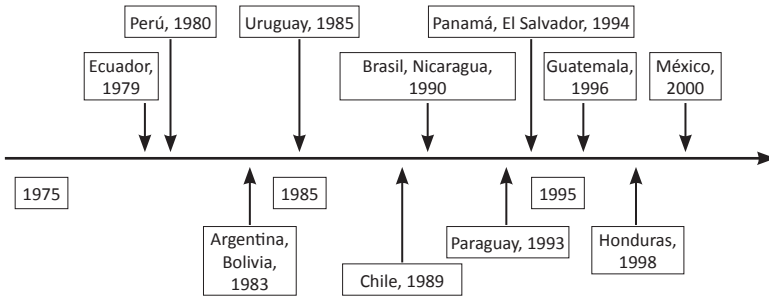 Perú, 1980
Uruguay, 1985
Panamá, El Salvador, 1994
Ecuador,
1979
Brasil, Nicaragua,
1990
Guatemala,
1996
México,
2000
1975
1985
1995
Argentina,
Bolivia,
1983
Chile, 1989
Paraguay, 1993
Honduras,
1998